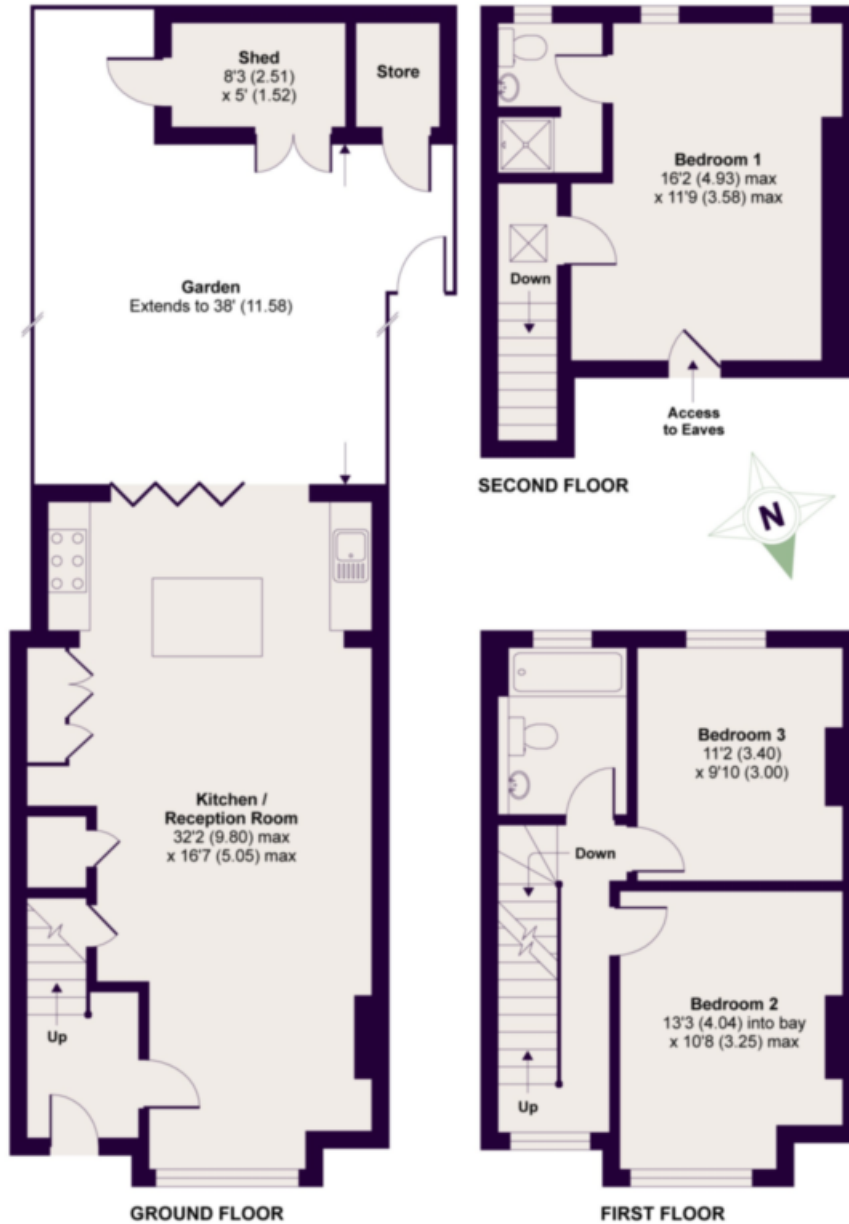 Shed
8'3 (2.51)
x 5' (1.52)
Store
Garden
Extends to 38' (11.58)
Kitchen /
Reception Room
32'2 (9.80) max
x 16'7 (5.05) max
Up
GROUND FLOOR
Bedroom 1
16'2 (4.93) max
x 11'9 (3.58) max
Down
Access
to Eaves
SECOND FLOOR
N
Bedroom 3
11'2 (3.40)
x 9'10 (3.00)
Down
Bedroom 2
13'3 (4.04) into bay
x 10'8 (3.25) max
Up
FIRST FLOOR